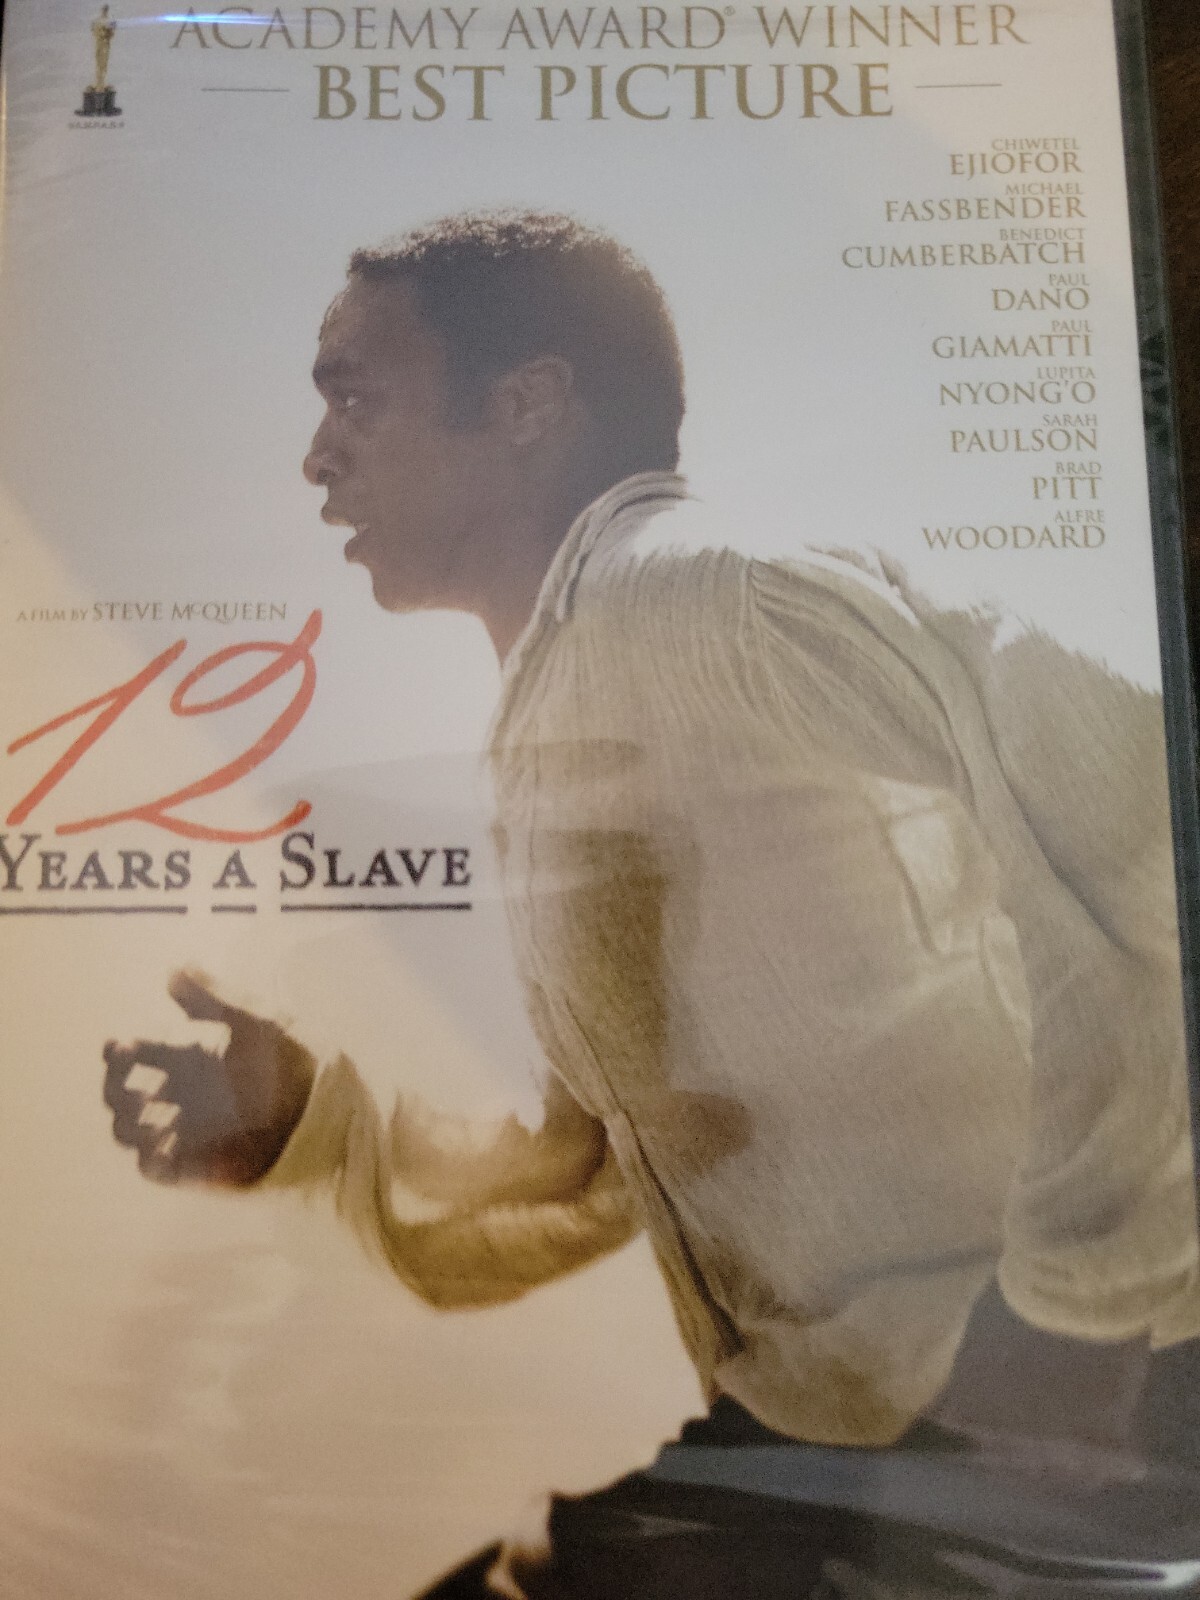 ACADEMY AWARD® WINNER
BEST PICTURE
CHIWETEL
EJIOFOR
MICHAEL
FASSBENDER
BENEDICT
CUMBERBATCH
PAUL
DANO
PAUL
GIAMATTI
LUPITA
NYONG'O
SARAH
PAULSON
BRAD
PITT
ALFRE
WOODARD
A FILM BY STEVE McQUEEN
12
YEARS A SLAVE